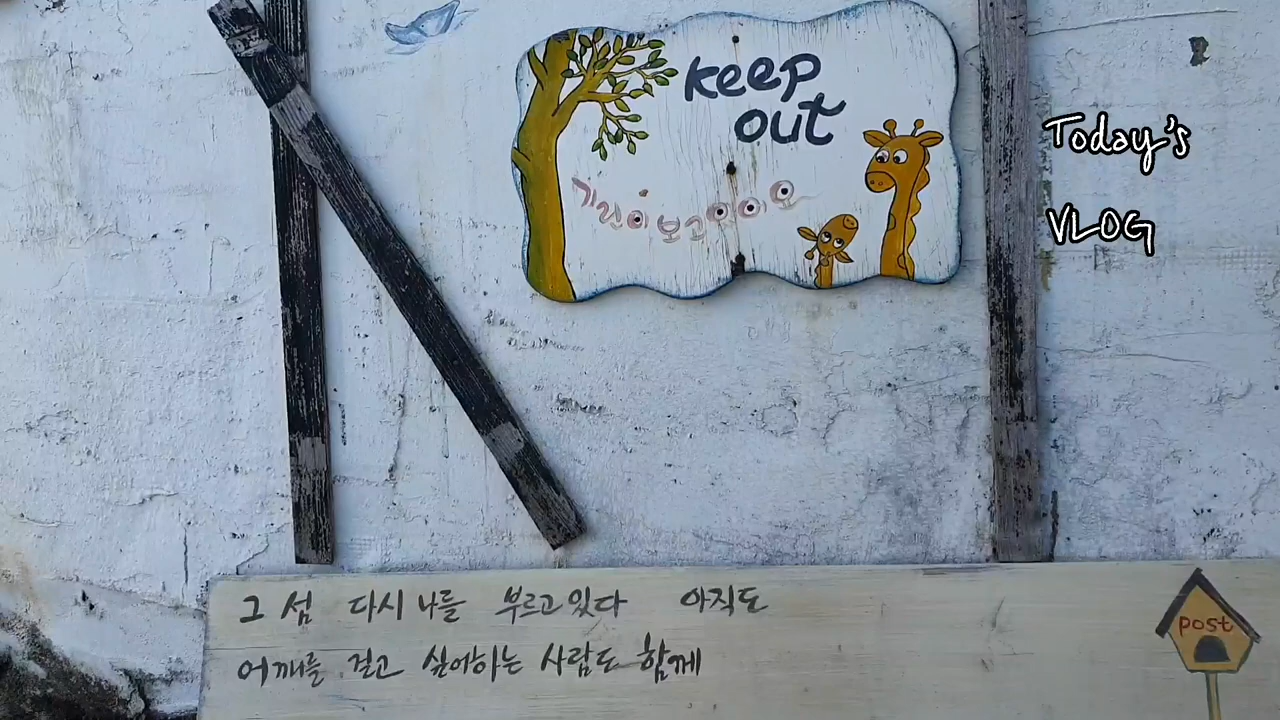 keep
out
기린이보고있어요
Today's
VLOG
그 섬 다시 나를 부르고 있다 아직도
어깨를 걸고 싶어하는 사람도 함께
post